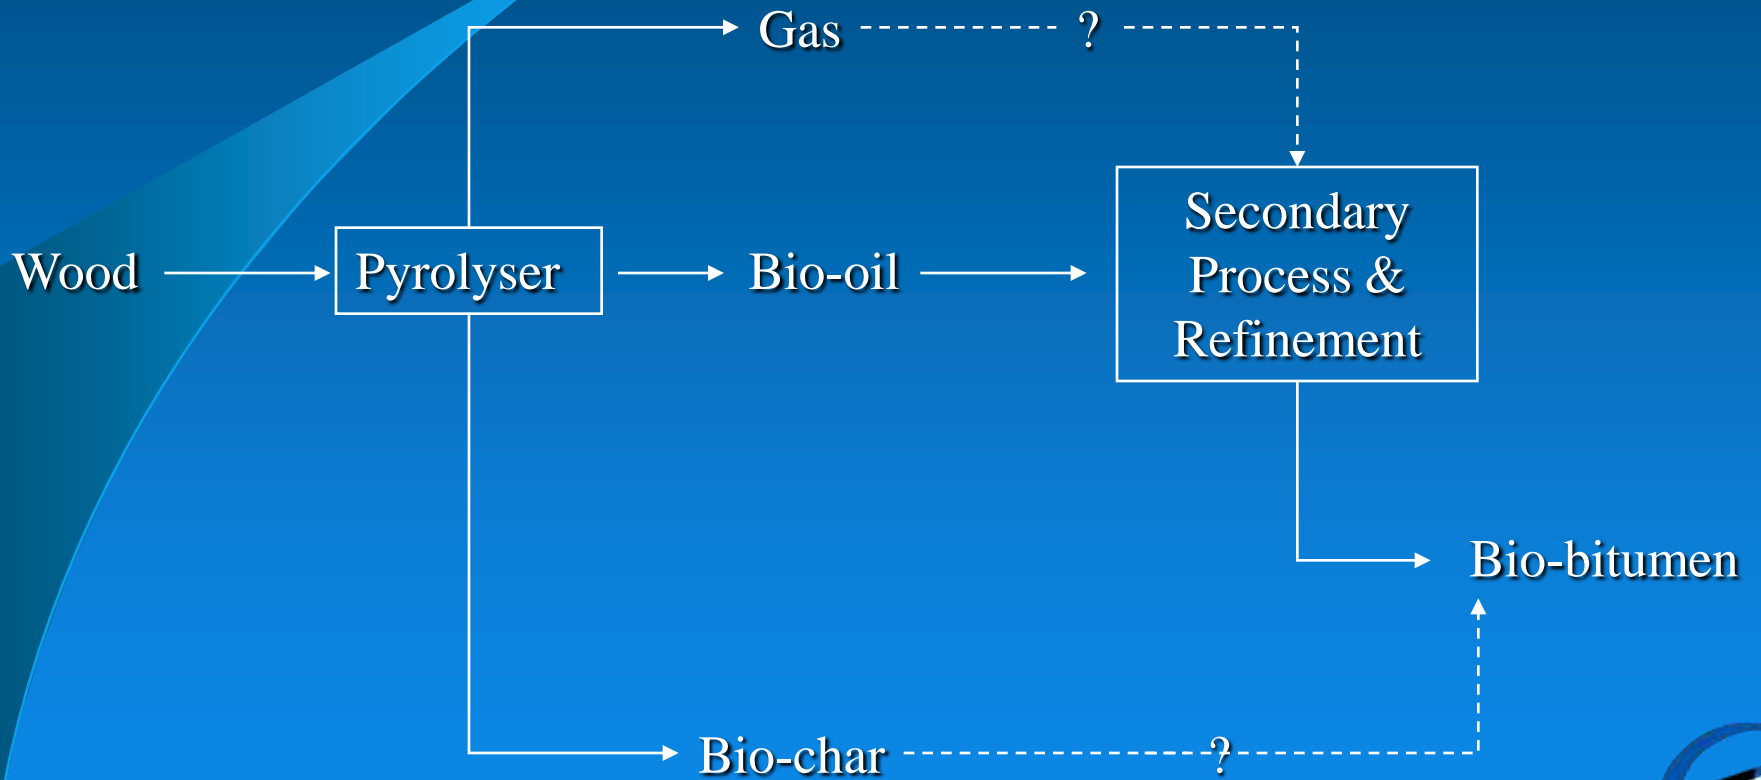 Gas
?
Wood
Pyrolyser
Bio-oil
Secondary
Process &
Refinement
Bio-bitumen
Bio-char
?